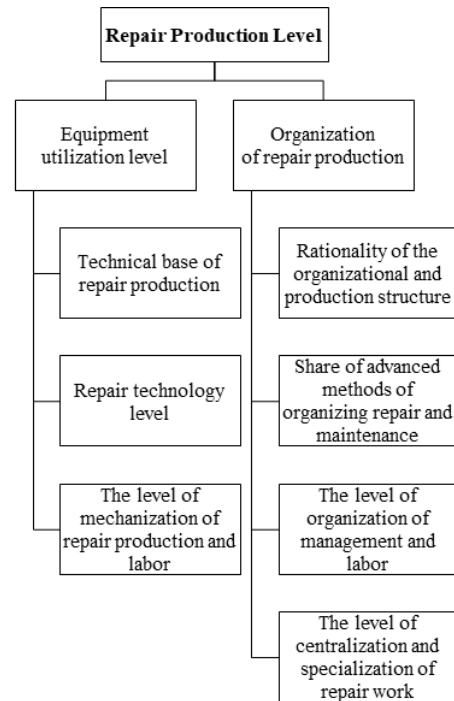 Repair Production Level
Equipment
utilization level
Organization
of repair production
Technical base of
repair production
Rationality of the
organizational and
production structure
Repair technology
level
Share of advanced
methods of
organizing repair and
maintenance
The level of
mechanization of
repair production and
labor
The level of
organization of
management and
labor
The level of
centralization and
specialization of
repair work